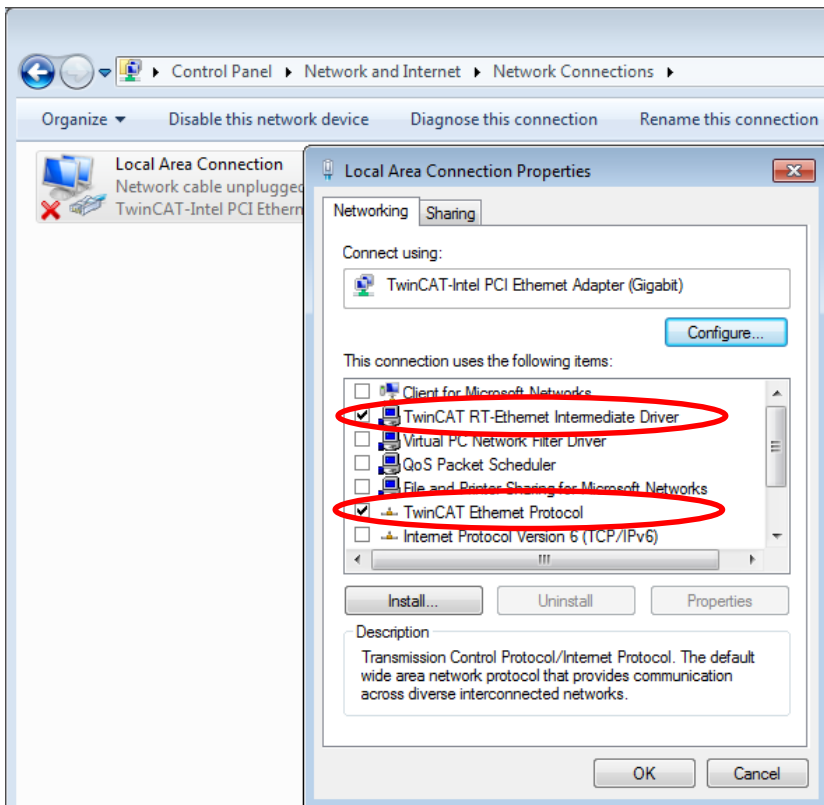 Control Panel Network and Internet Network Connections
Organize Disable this network device Diagnose this connection Rename this connection
Local Area Connection
Network cable unplugged
TwinCAT-Intel PCI Ethern
Local Area Connection Properties
Networking Sharing
Connect using:
TwinCAT-Intel PCI Ethernet Adapter (Gigabit)
Configure...
This connection uses the following items:
Client for Microsoft Networks
TwinCAT RT-Ethernet Intermediate Driver
Virtual PC Network Filter Driver
QoS Packet Scheduler
File and Printer Sharing for Microsoft Networks
TwinCAT Ethernet Protocol
Internet Protocol Version 6 (TCP/IPv6)
Install... Uninstall Properties
Description
Transmission Control Protocol/Internet Protocol. The default
wide area network protocol that provides communication
across diverse interconnected networks.
OK Cancel